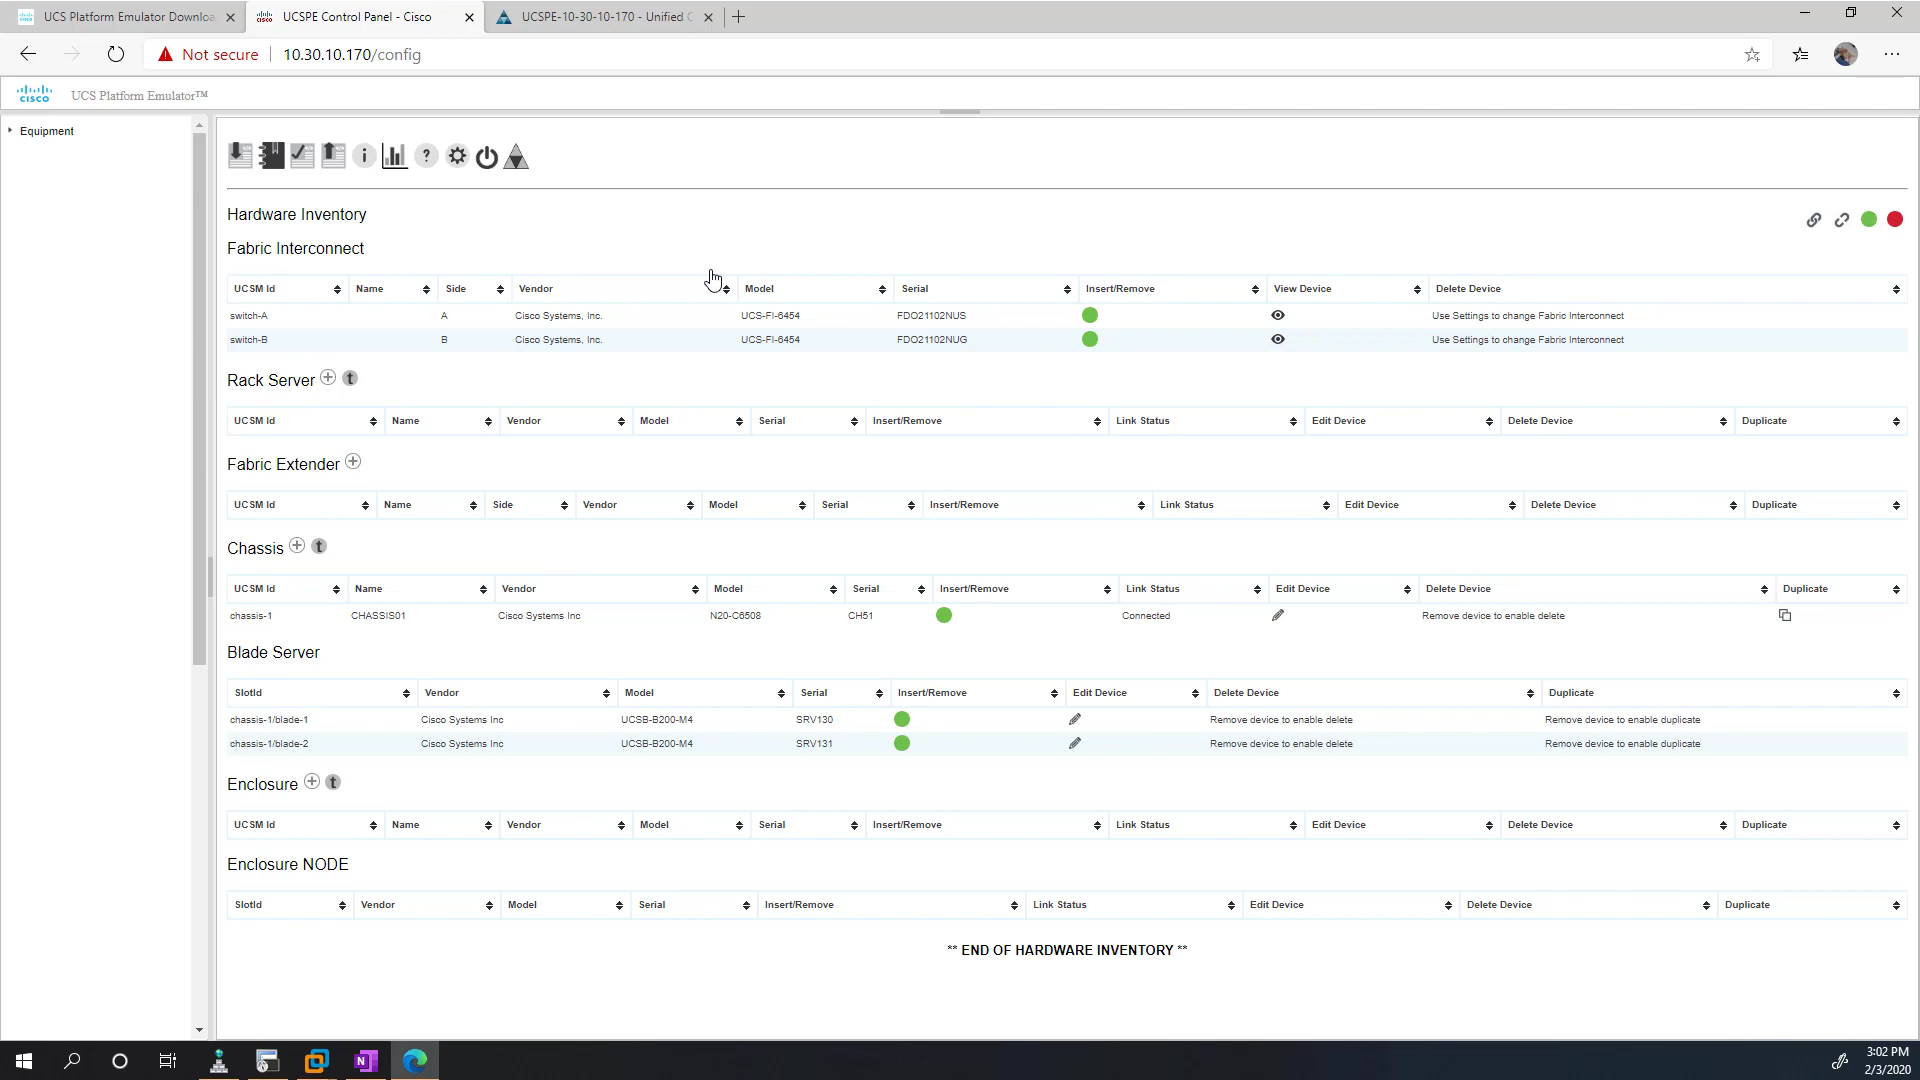 UCS Platform Emulator Downloa
UCSPE Control Panel - Cisco
UCSPE-10-30-10-170 - Unified C
Not secure
10.30.10.170/config
cisco
UCS Platform Emulator™
Equipment
Hardware Inventory
Fabric Interconnect
UCSM Id Name Side Vendor Model Serial Insert/Remove View Device Delete Device
switch-A A Cisco Systems, Inc. UCS-FI-6454 FDO21102NUS Use Settings to change Fabric Interconnect
switch-B B Cisco Systems, Inc. UCS-FI-6454 FDO21102NUG Use Settings to change Fabric Interconnect
Rack Server t
UCSM Id Name Vendor Model Serial Insert/Remove Link Status Edit Device Delete Device Duplicate
Fabric Extender
UCSM Id Name Side Vendor Model Serial Insert/Remove Link Status Edit Device Delete Device Duplicate
Chassis t
UCSM Id Name Vendor Model Serial Insert/Remove Link Status Edit Device Delete Device Duplicate
chassis-1 CHASSIS01 Cisco Systems Inc N20-C6508 CH51 Connected Remove device to enable delete
Blade Server
SlotId Vendor Model Serial Insert/Remove Edit Device Delete Device Duplicate
chassis-1/blade-1 Cisco Systems Inc UCSB-B200-M4 SRV130 Remove device to enable delete Remove device to enable duplicate
chassis-1/blade-2 Cisco Systems Inc UCSB-B200-M4 SRV131 Remove device to enable delete Remove device to enable duplicate
Enclosure t
UCSM Id Name Vendor Model Serial Insert/Remove Link Status Edit Device Delete Device Duplicate
Enclosure NODE
SlotId Vendor Model Serial Insert/Remove Link Status Edit Device Delete Device Duplicate
** END OF HARDWARE INVENTORY **
3:02 PM
2/3/2020